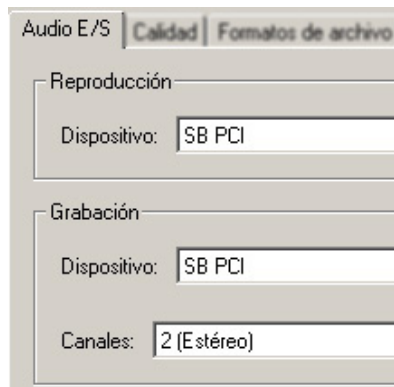 Audio E/S Calidad Formatos de archivo
Reproducción
Dispositivo: SB PCI
Grabación
Dispositivo: SB PCI
Canales: 2 (Estéreo)